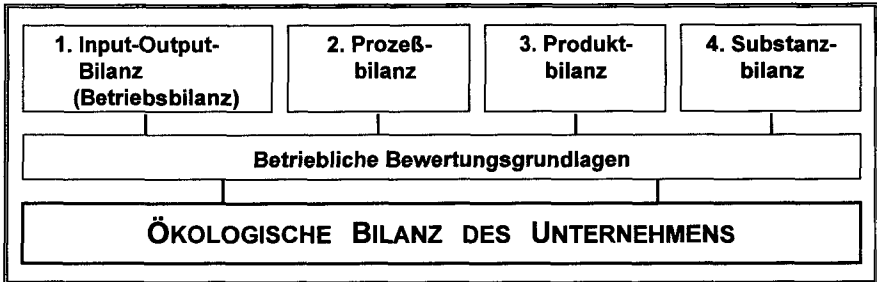 1. Input-Output-
Bilanz
(Betriebsbilanz)
2. Prozeß-
bilanz
3. Produkt-
bilanz
4. Substanz-
bilanz
Betriebliche Bewertungsgrundlagen
ÖKOLOGISCHE BILANZ DES UNTERNEHMENS